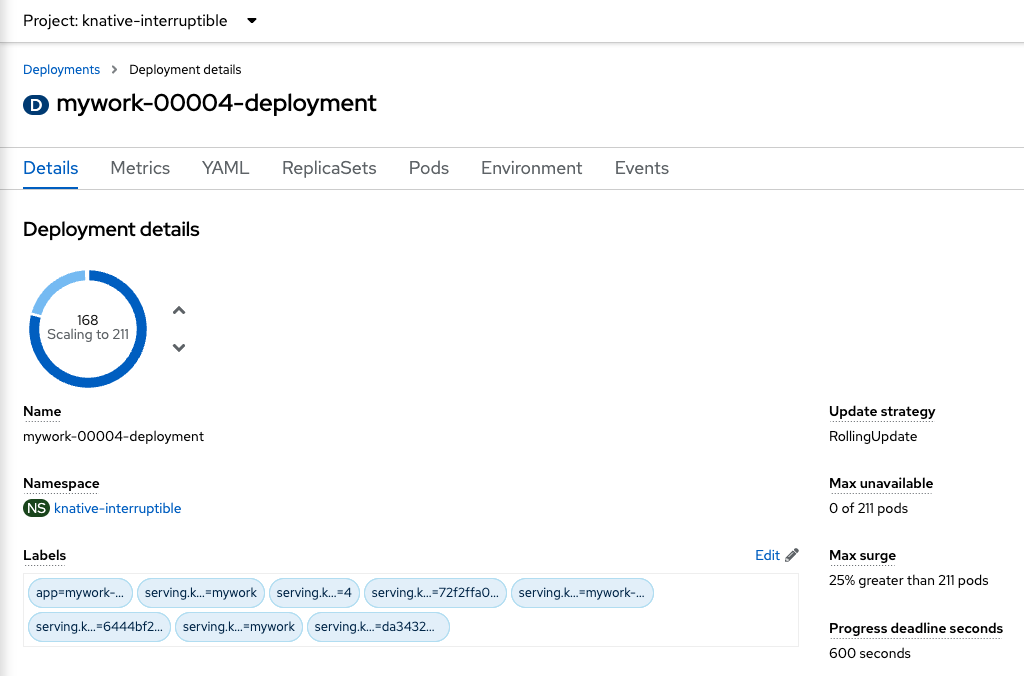 Project: knative-interruptible
Deployments > Deployment details
D mywork-00004-deployment
Details Metrics YAML ReplicaSets Pods Environment Events
Deployment details
168
Scaling to 211
Name
mywork-00004-deployment
Namespace
NS knative-interruptible
Labels Edit
app=mywork-... serving.k...=mywork serving.k...=4 serving.k...=72f2ffa0... serving.k...=mywork-...
serving.k...=6444bf2... serving.k...=mywork serving.k...=da3432...
Update strategy
RollingUpdate
Max unavailable
0 of 211 pods
Max surge
25% greater than 211 pods
Progress deadline seconds
600 seconds